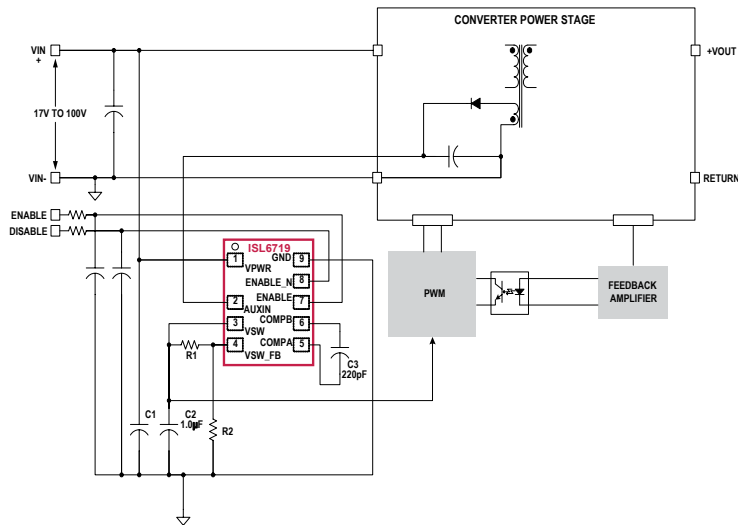 CONVERTER POWER STAGE
VIN
+
+VOUT
17V TO 100V
VIN-
RETURN
ENABLE
DISABLE
ISL6719
1
VPWR
GND
9
ENABLE_N
8
2
AUXIN
ENABLE
7
3
VSW
COMPB
6
4
VSW_FB
COMPA
5
R1
C3
220pF
PWM
FEEDBACK
AMPLIFIER
C1
C2
1.0µF
R2